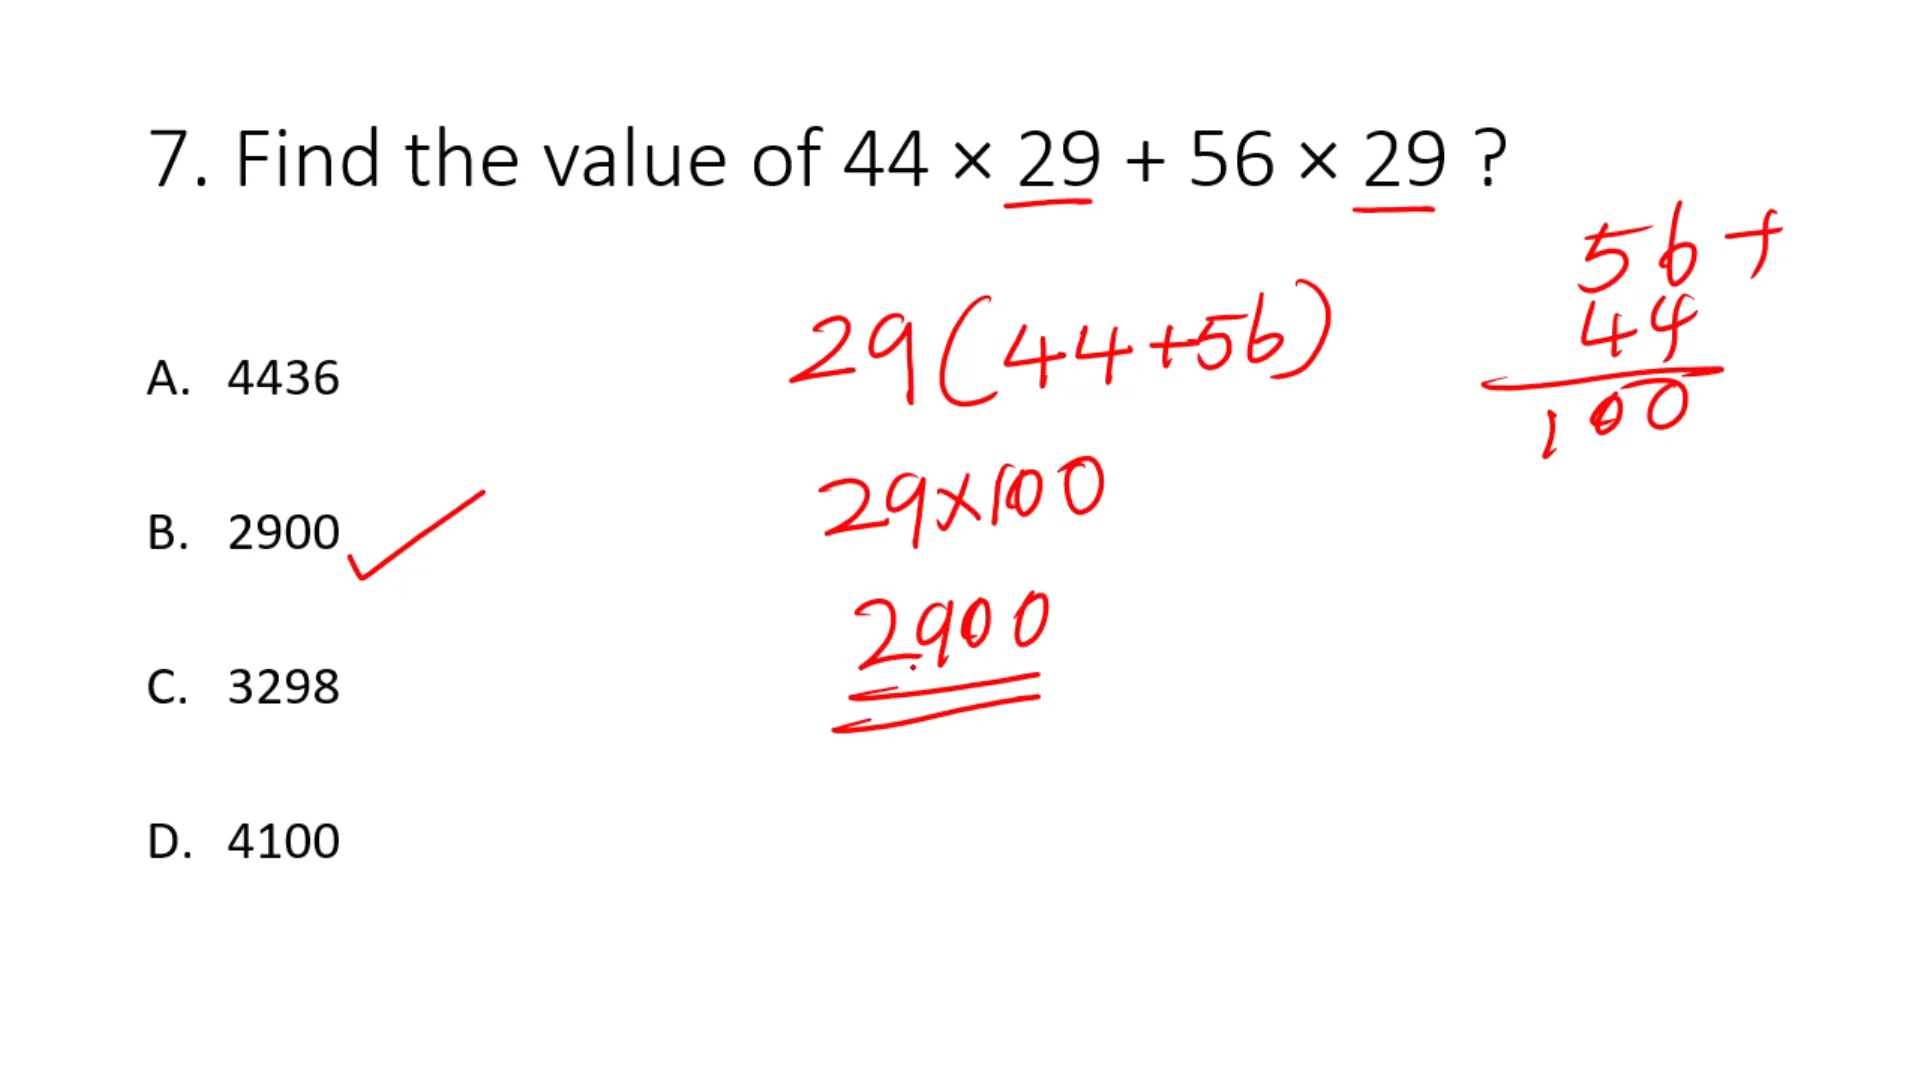 7. Find the value of 44 × 29 + 56 × 29 ?
56 +
44
100
29(44+56)
29×100
2900
A. 4436
B. 2900
C. 3298
D. 4100